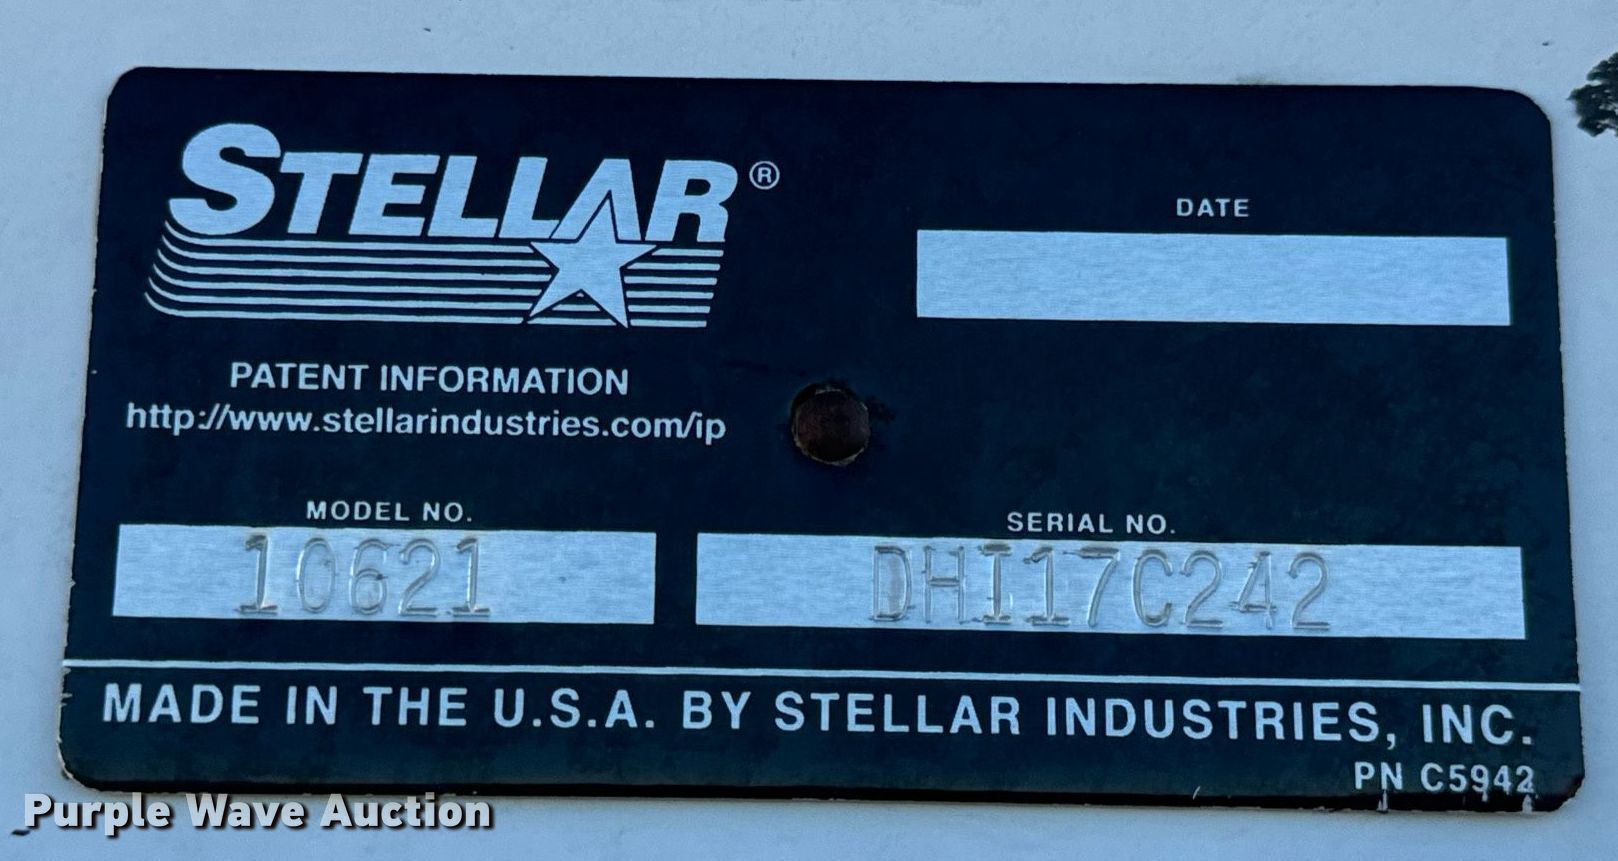 STELLAR®
DATE
PATENT INFORMATION
http://www.stellarindustries.com/ip
MODEL NO.
SERIAL NO.
10621
DHI17C242
MADE IN THE U.S.A. BY STELLAR INDUSTRIES, INC.
PN C5942
Purple Wave Auction